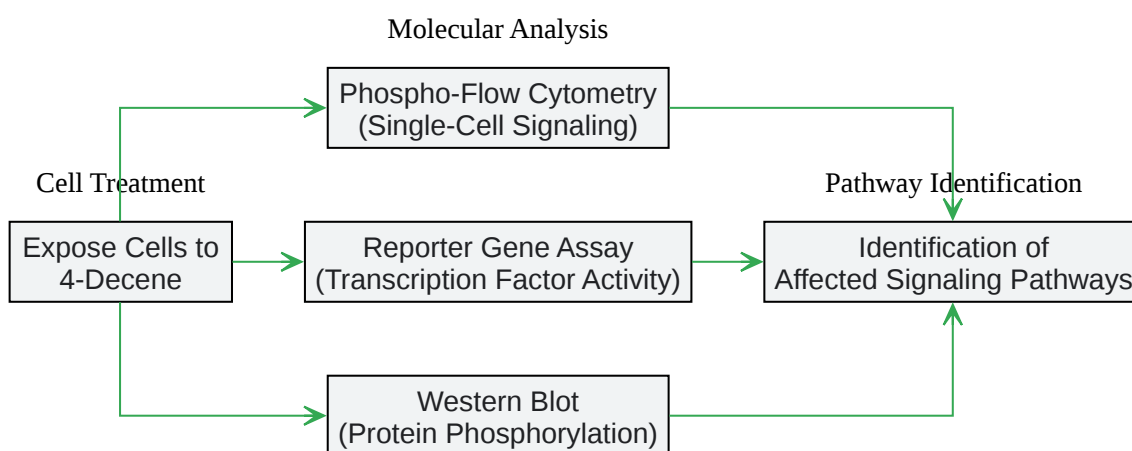 Molecular Analysis
Phospho-Flow Cytometry
(Single-Cell Signaling)
Cell Treatment
Pathway Identification
Expose Cells to
4-Decene
Reporter Gene Assay
(Transcription Factor Activity)
Identification of
Affected Signaling Pathways
Western Blot
(Protein Phosphorylation)